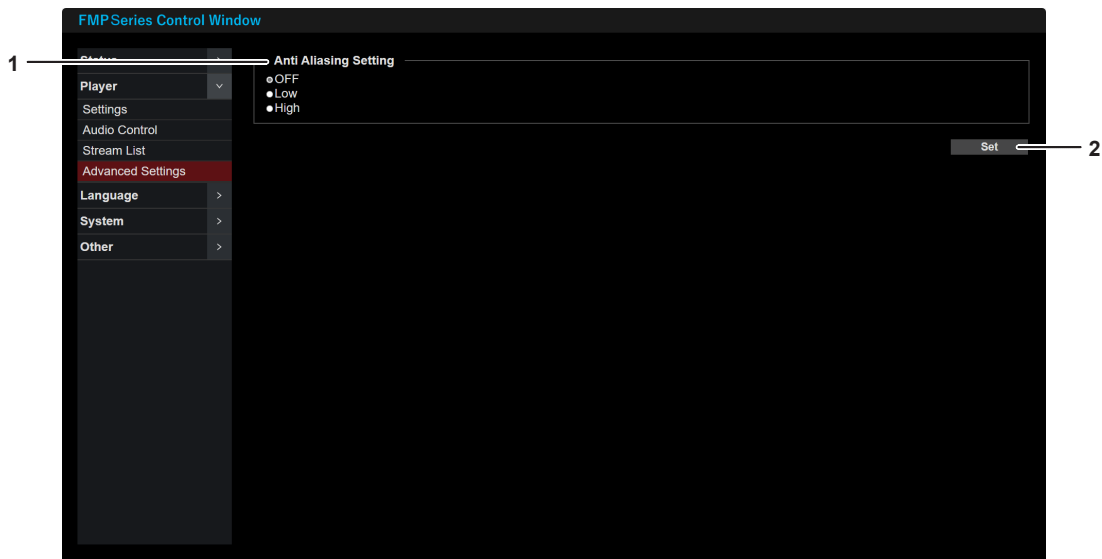 FMP Series Control Window
1
Status
Anti Aliasing Setting
OFF
Player
Low
Settings
High
Audio Control
Stream List
Set
2
Advanced Settings
Language
System
Other